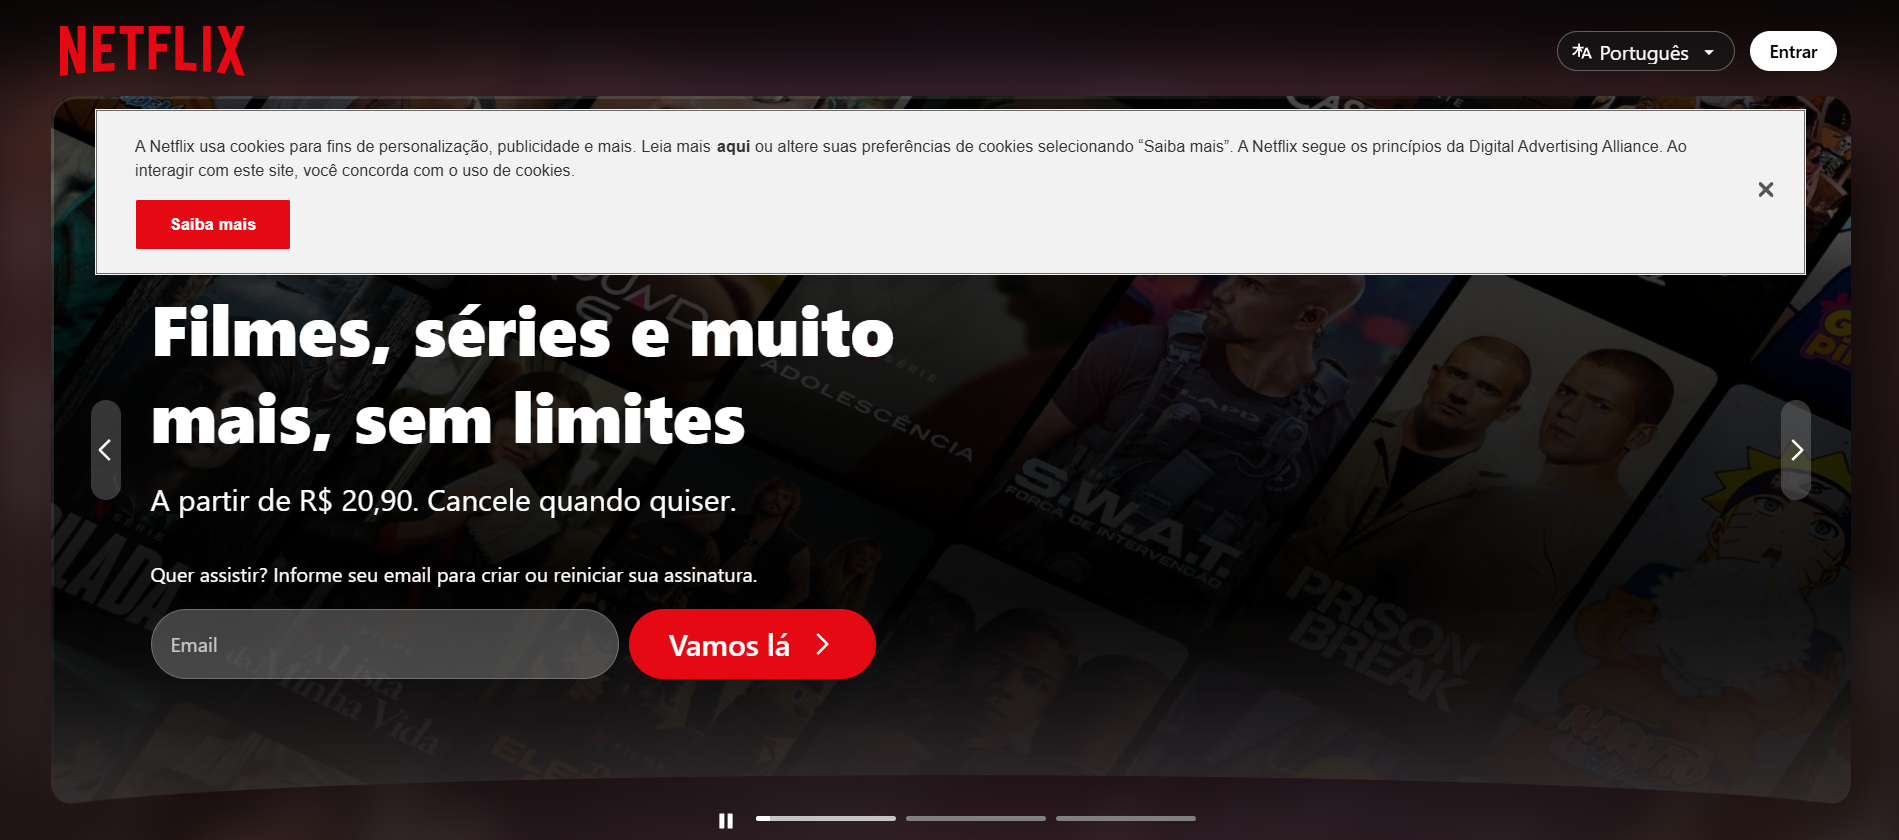 NETFLIX
Português
Entrar
A Netflix usa cookies para fins de personalização, publicidade e mais. Leia mais aqui ou altere suas preferências de cookies selecionando “Saiba mais”. A Netflix segue os princípios da Digital Advertising Alliance. Ao
interagir com este site, você concorda com o uso de cookies.
Saiba mais
Filmes, séries e muito
mais, sem limites
A partir de R$ 20,90. Cancele quando quiser.
Quer assistir? Informe seu email para criar ou reiniciar sua assinatura.
Email
Vamos lá
SÉRIE
ADOLESCÊNCIA
S.W.A.T.
FORÇA DE INTERVENÇÃO
LAPD
PRISON
BREAK
NARUTO
SÉRIE
A Lista
da Minha Vida
FILME